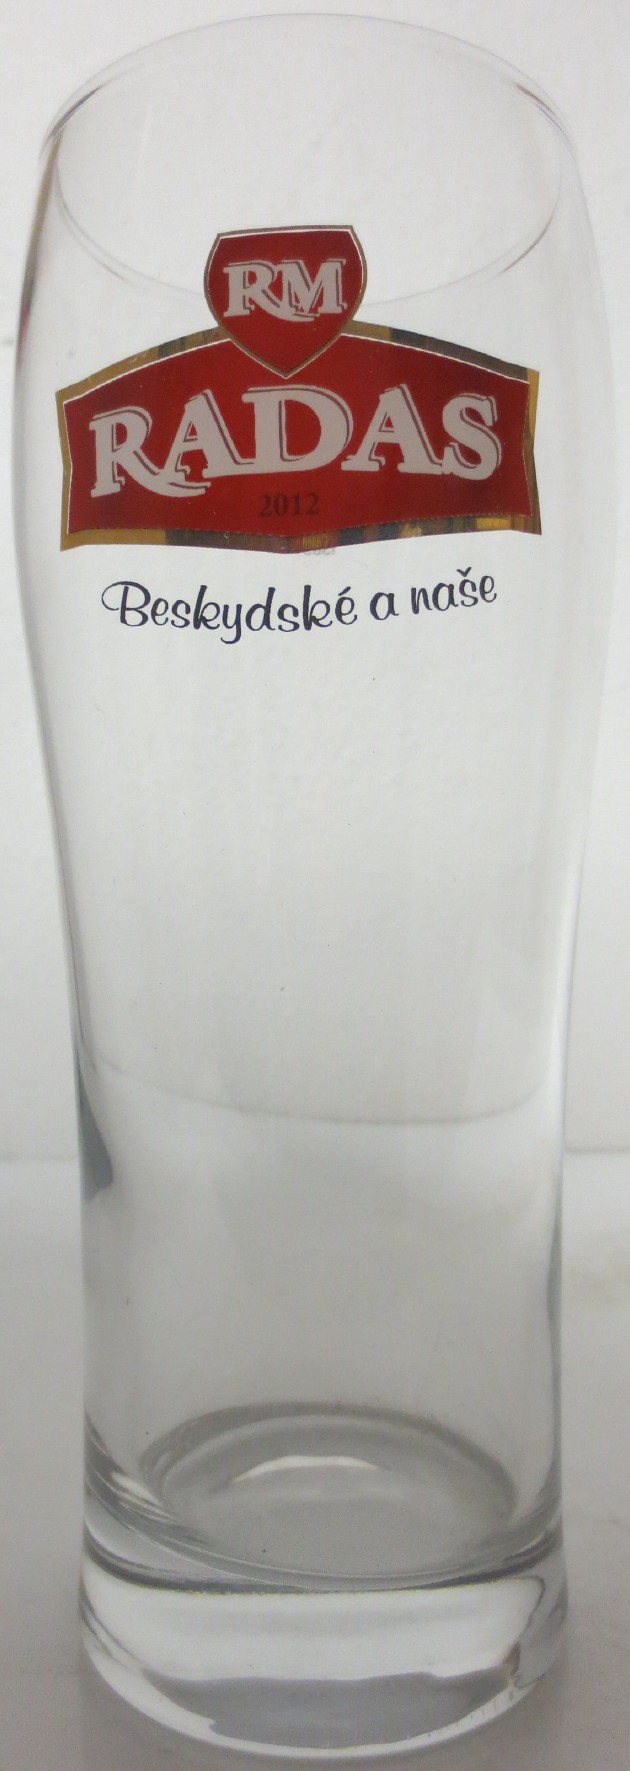 RM
RADAS
2012
Beskydské a naše